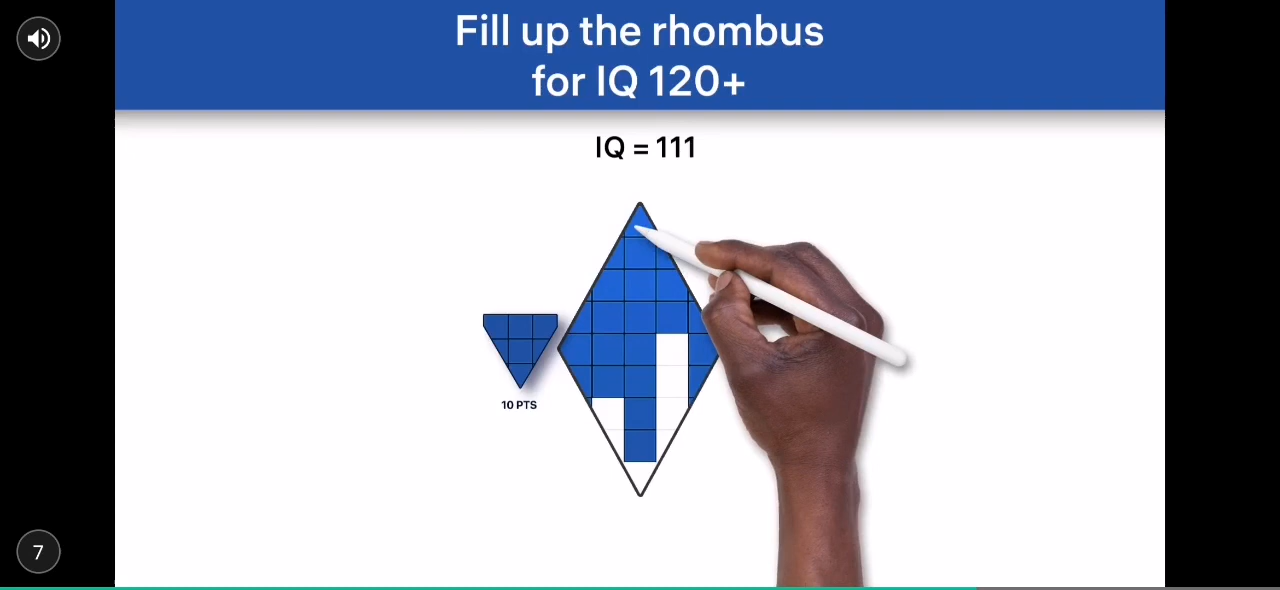 Fill up the rhombus
for IQ 120+
IQ = 111
10 PTS
7